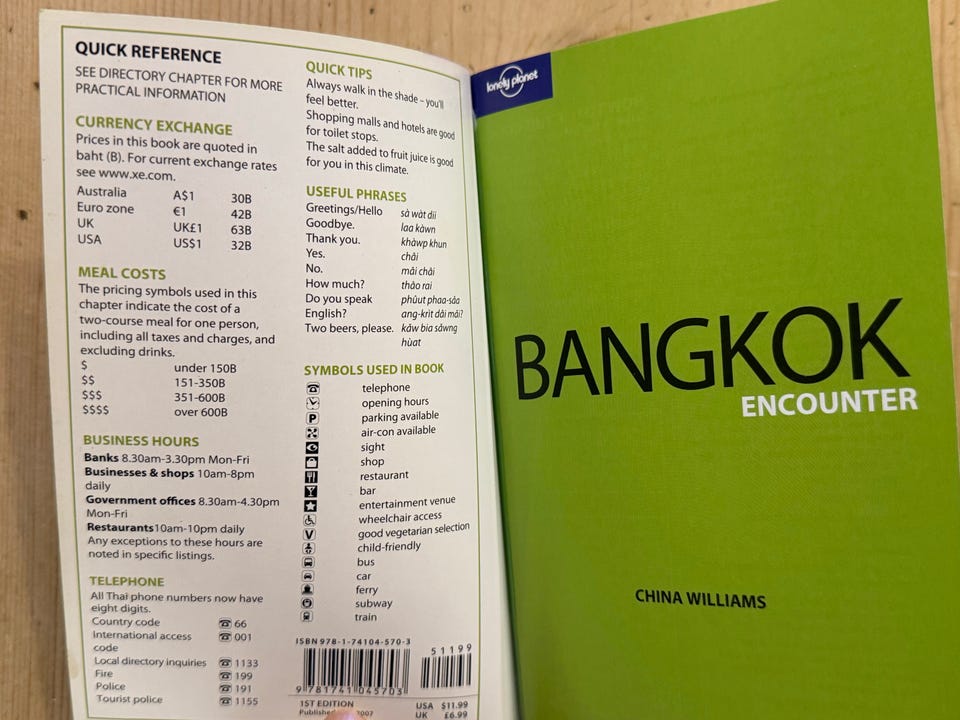 QUICK REFERENCE
SEE DIRECTORY CHAPTER FOR MORE
PRACTICAL INFORMATION
CURRENCY EXCHANGE
Prices in this book are quoted in
baht (B). For current exchange rates
see www.xe.com.
Australia A$1 30B
Euro zone €1 42B
UK UK£1 63B
USA US$1 32B
MEAL COSTS
The pricing symbols used in this
chapter indicate the cost of a
two-course meal for one person,
including all taxes and charges, and
excluding drinks.
$ under 150B
$$ 151-350B
$$$ 351-600B
$$$$ over 600B
BUSINESS HOURS
Banks 8.30am-3.30pm Mon-Fri
Businesses & shops 10am-8pm
daily
Government offices 8.30am-4.30pm
Mon-Fri
Restaurants 10am-10pm daily
Any exceptions to these hours are
noted in specific listings.
TELEPHONE
All Thai phone numbers now have
eight digits.
Country code ☎ 66
International access ☎ 001
code
Local directory inquiries ☎ 1133
Fire ☎ 199
Police ☎ 191
Tourist police ☎ 1155
QUICK TIPS
Always walk in the shade – you'll
feel better.
Shopping malls and hotels are good
for toilet stops.
The salt added to fruit juice is good
for you in this climate.
USEFUL PHRASES
Greetings/Hello sà wàt dii
Goodbye. laa kàwn
Thank you. khàwp khun
Yes. châi
No. mâi châi
How much? thâo rai
Do you speak phûut phaa-săa
English? ang-krìt dâi mâi?
Two beers, please. kăw bia săwng
hùat
SYMBOLS USED IN BOOK
telephone
opening hours
P parking available
air-con available
sight
shop
restaurant
bar
entertainment venue
wheelchair access
V good vegetarian selection
child-friendly
bus
car
ferry
subway
train
ISBN 978-1-74104-570-3
51199
9 781741 045703
1ST EDITION USA $11.99
Published 2007 UK £6.99
lonely planet
BANGKOK
ENCOUNTER
CHINA WILLIAMS